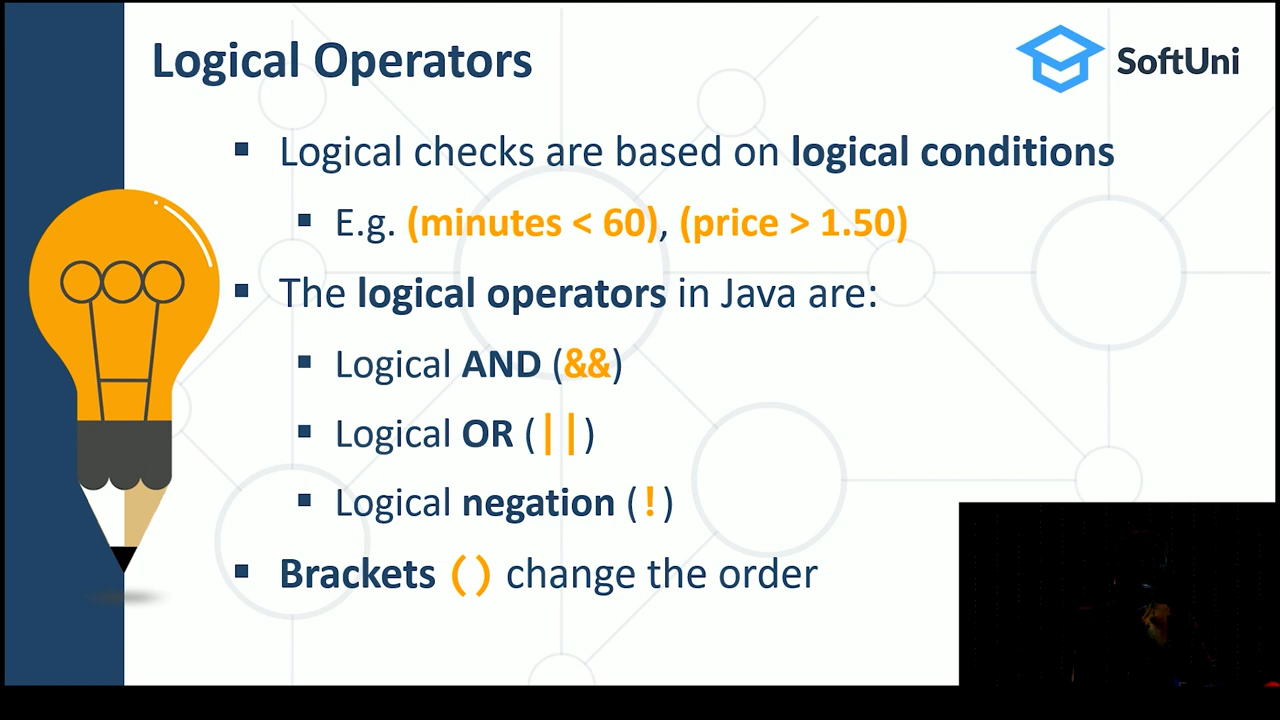 Logical Operators
SoftUni
▪ Logical checks are based on logical conditions
▪ E.g. (minutes < 60), (price > 1.50)
▪ The logical operators in Java are:
▪ Logical AND (&&)
▪ Logical OR (||)
▪ Logical negation (!)
▪ Brackets () change the order